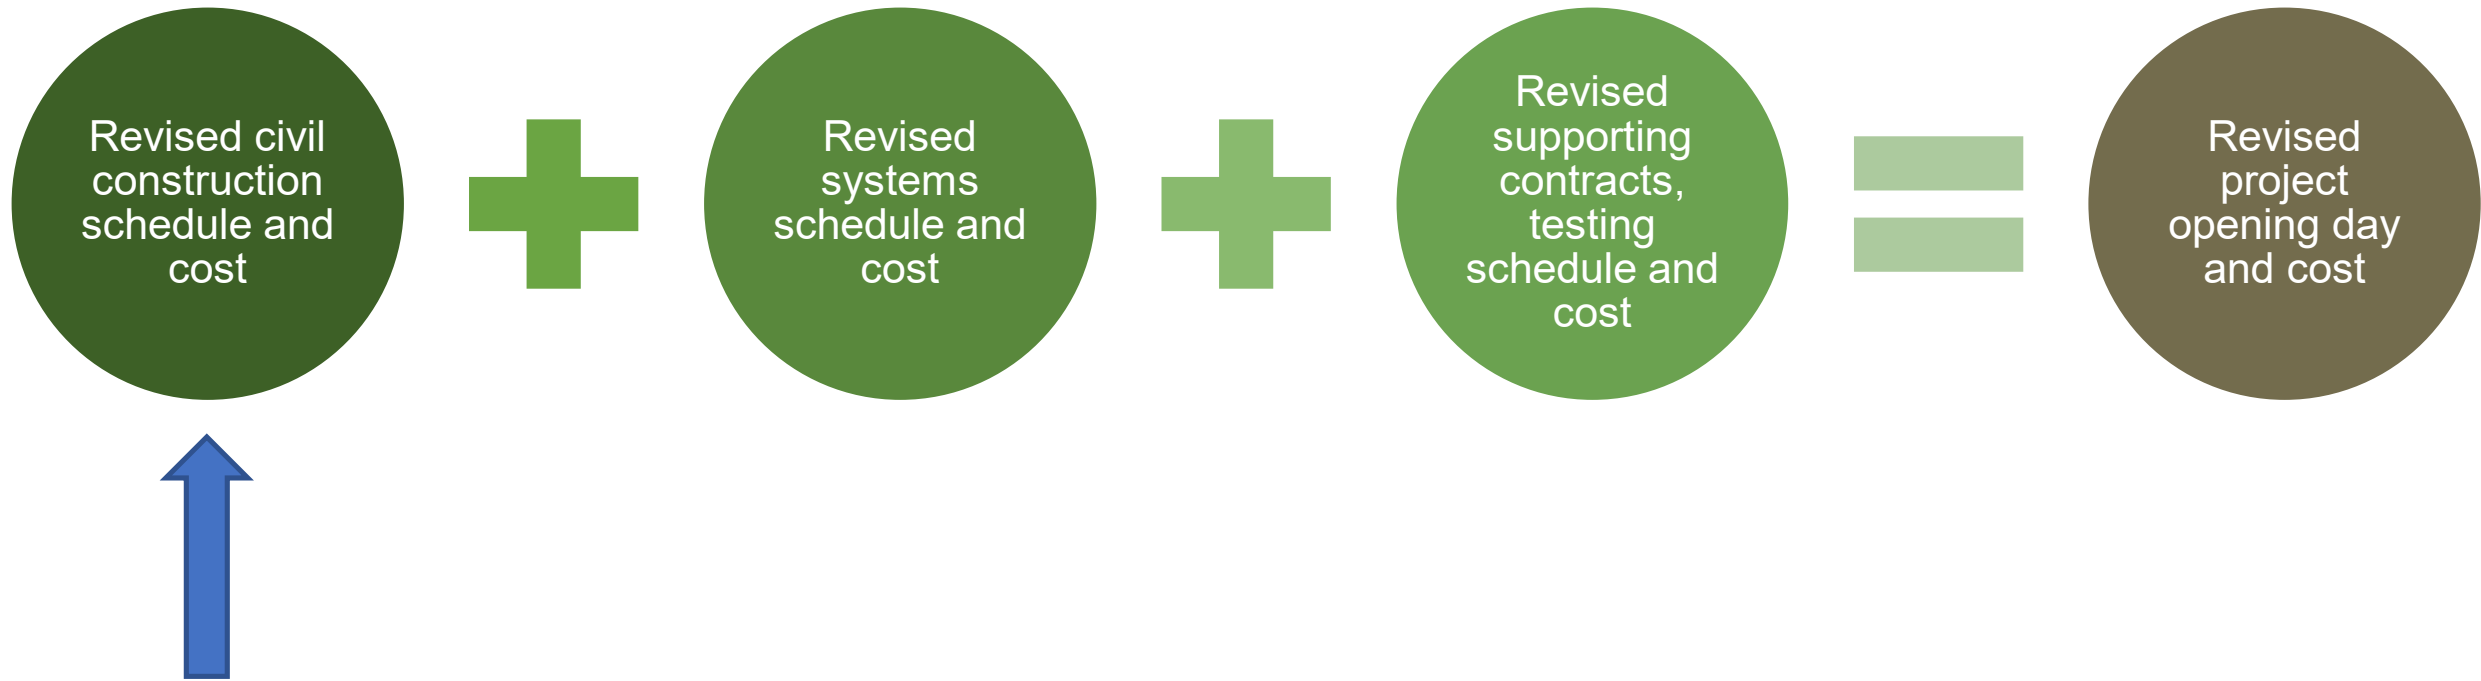 Revised civil
construction
schedule and
cost
Revised
systems
schedule and
cost
Revised
supporting
contracts,
testing
schedule and
cost
Revised
project
opening day
and cost